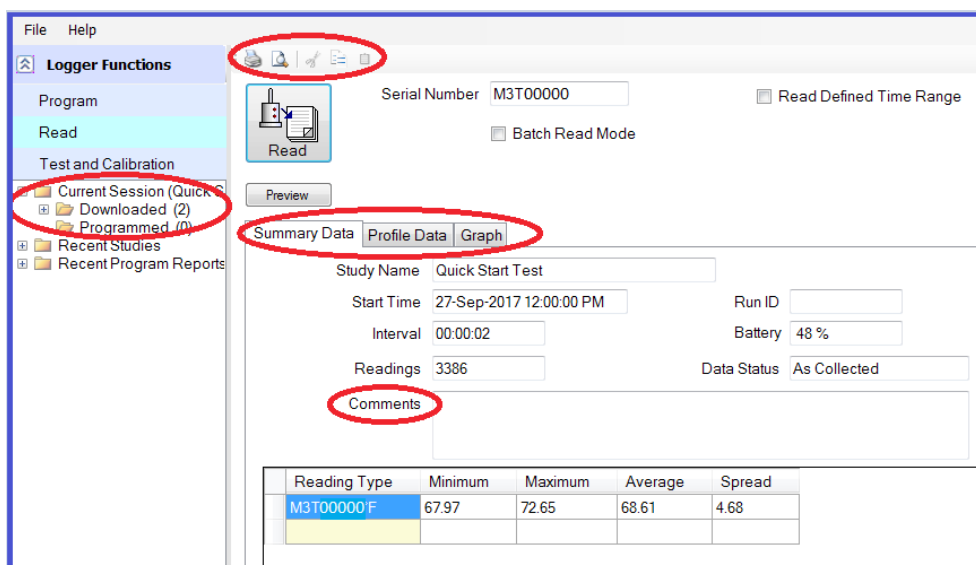 File Help
Logger Functions
Program
Read
Test and Calibration
Current Session (Quick S
Downloaded (2)
Programmed (0)
Recent Studies
Recent Program Reports
Read
Serial Number M3T00000
Read Defined Time Range
Batch Read Mode
Preview
Summary Data Profile Data Graph
Study Name Quick Start Test
Start Time 27-Sep-2017 12:00:00 PM Run ID
Interval 00:00:02 Battery 48 %
Readings 3386 Data Status As Collected
Comments
Reading Type Minimum Maximum Average Spread
M3T00000'F 67.97 72.65 68.61 4.68